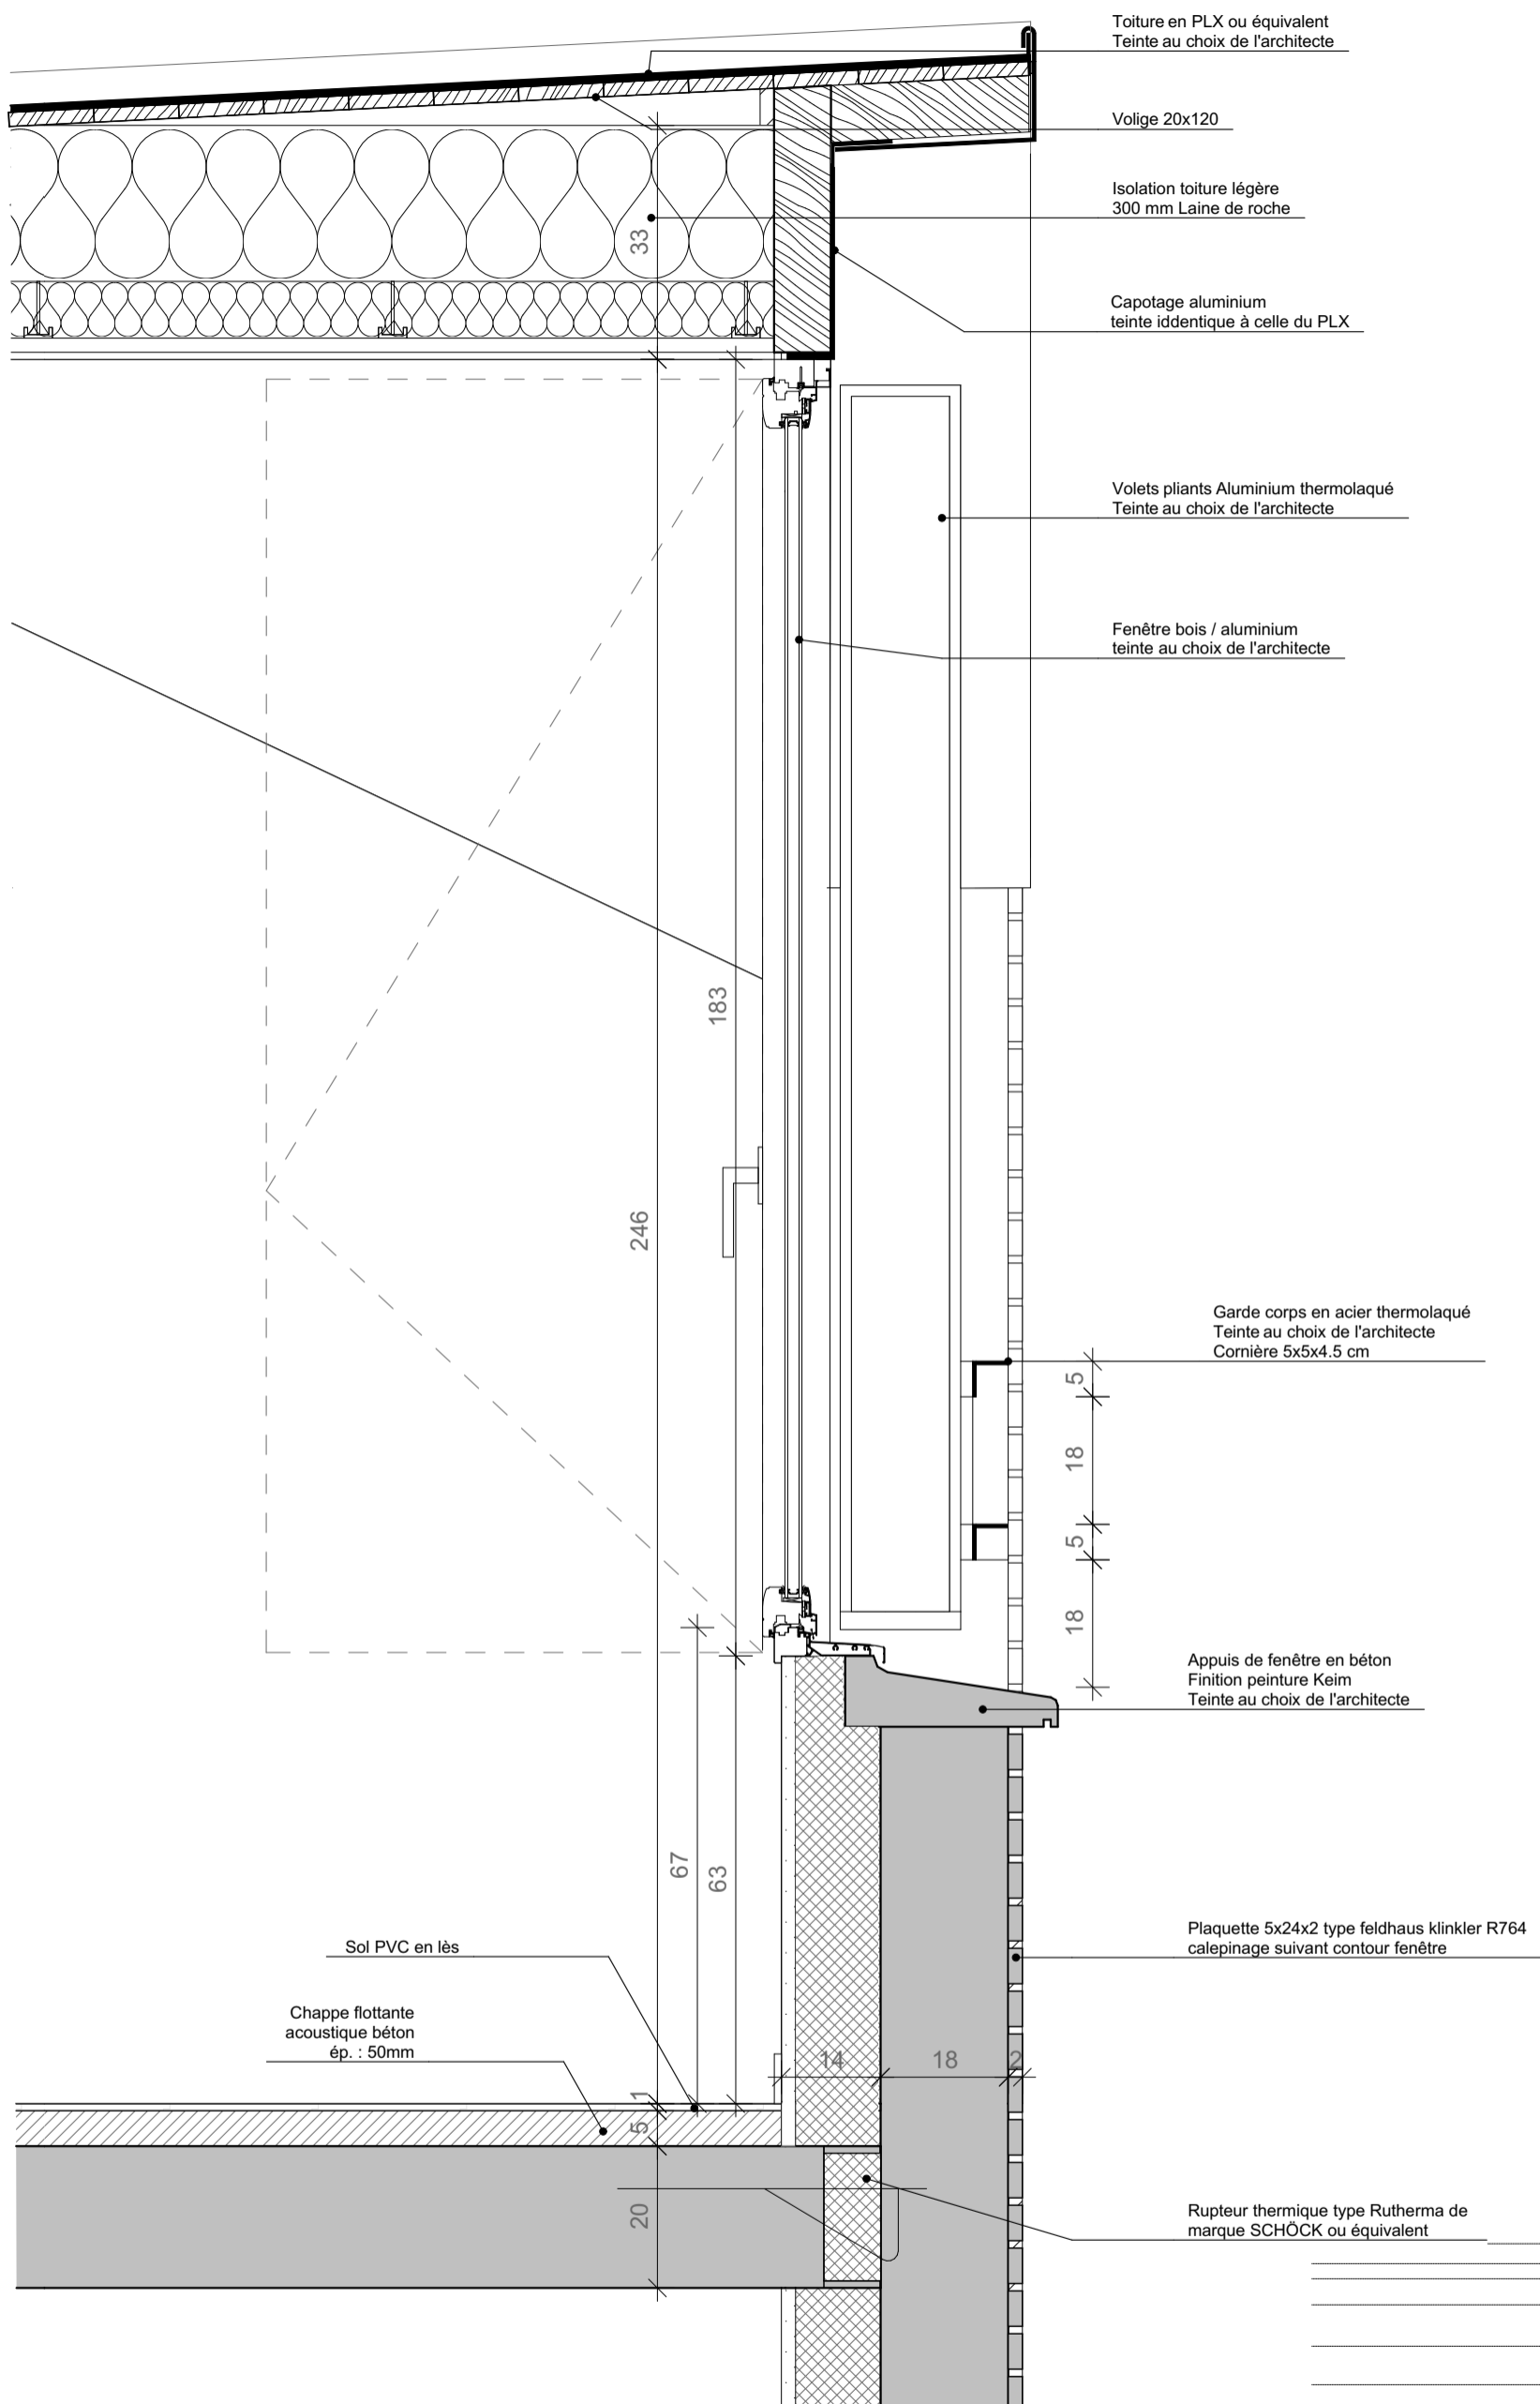 Toiture en PLX ou équivalent
Teinte au choix de l'architecte
Volige 20x120
Isolation toiture légère
300 mm Laine de roche
33
Capotage aluminium
teinte iddentique à celle du PLX
Volets pliants Aluminium thermolaqué
Teinte au choix de l'architecte
Fenêtre bois / aluminium
teinte au choix de l'architecte
183
246
Garde corps en acier thermolaqué
Teinte au choix de l'architecte
Cornière 5x5x4.5 cm
5
18
5
18
Appuis de fenêtre en béton
Finition peinture Keim
Teinte au choix de l'architecte
67
63
Plaquette 5x24x2 type feldhaus klinkler R764
calepinage suivant contour fenêtre
Sol PVC en lès
Chappe flottante
acoustique béton
ép. : 50mm
14
18
2
1
5
20
Rupteur thermique type Rutherma de
marque SCHÖCK ou équivalent